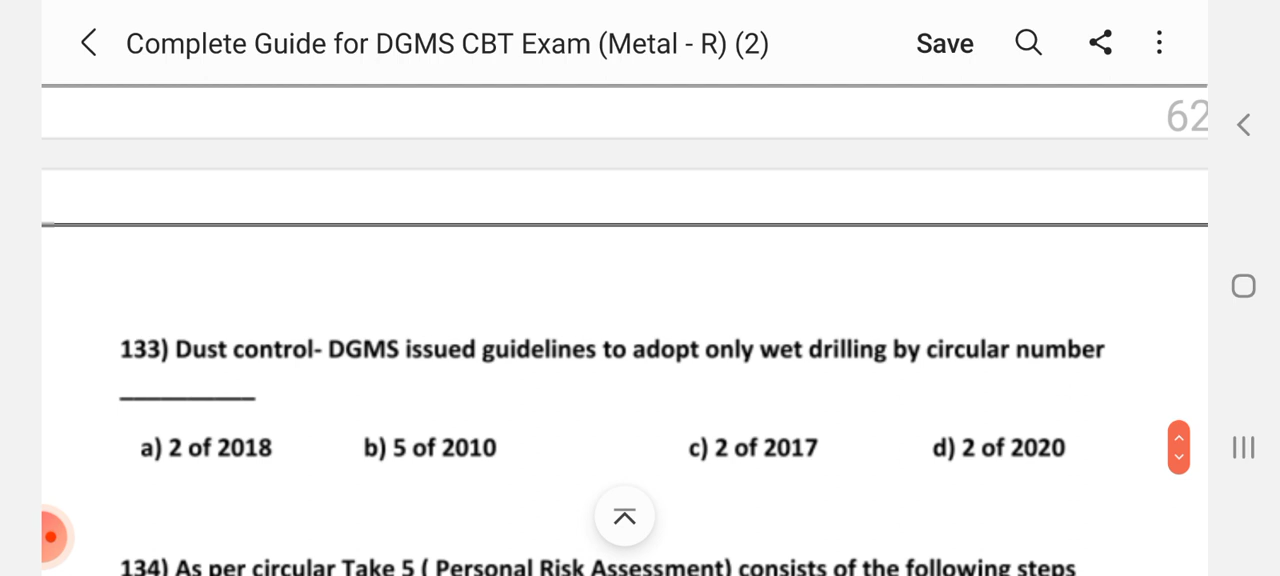 Complete Guide for DGMS CBT Exam (Metal - R) (2) Save
62
133) Dust control- DGMS issued guidelines to adopt only wet drilling by circular number
__________
a) 2 of 2018 b) 5 of 2010 c) 2 of 2017 d) 2 of 2020
134) As per circular Take 5 ( Personal Risk Assessment) consists of the following steps